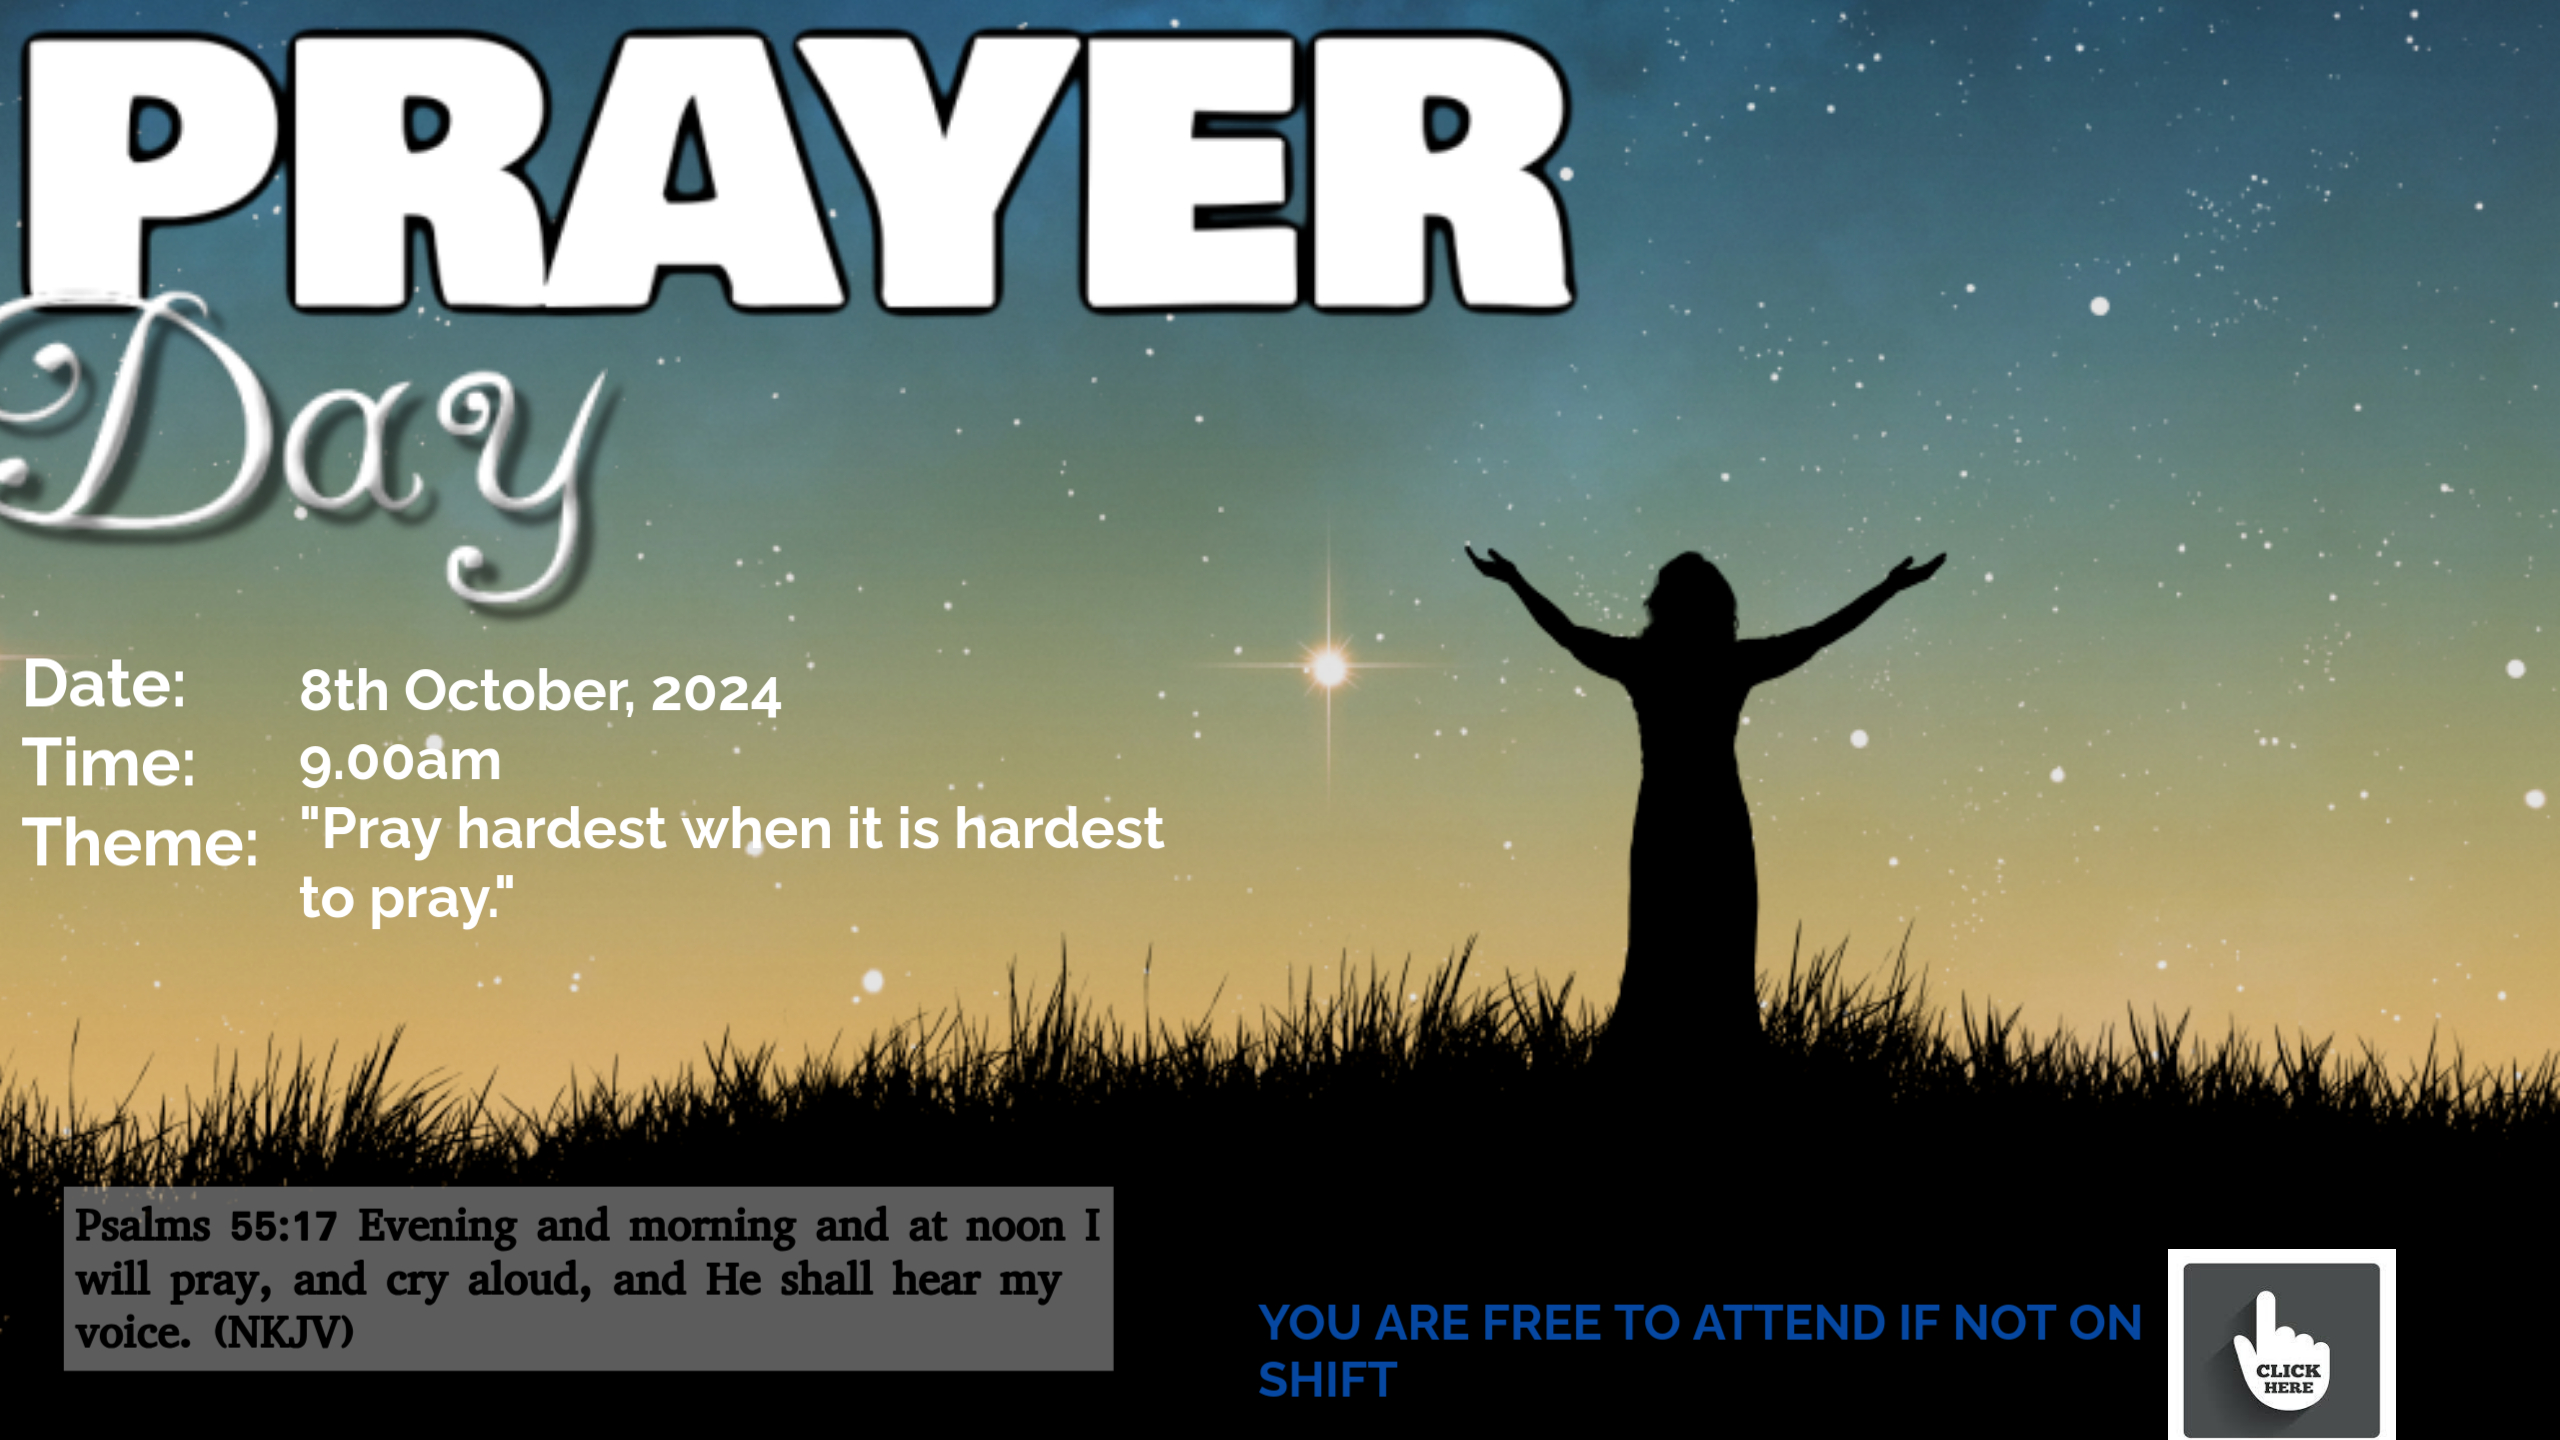 PRAYER
Day
Date: 8th October, 2024
Time: 9.00am
Theme: "Pray hardest when it is hardest
to pray."
Psalms 55:17 Evening and morning and at noon I
will pray, and cry aloud, and He shall hear my
voice. (NKJV)
YOU ARE FREE TO ATTEND IF NOT ON
SHIFT
CLICK
HERE